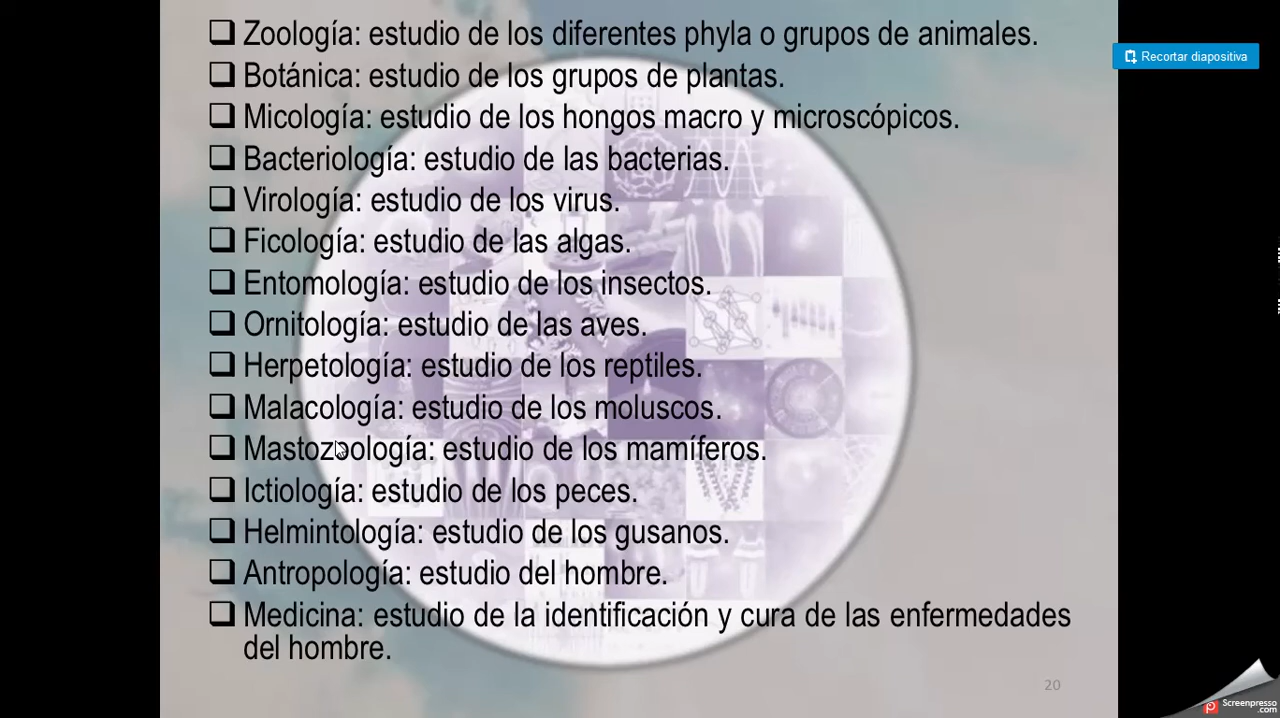 Zoología: estudio de los diferentes phyla o grupos de animales.
Recortar diapositiva
Botánica: estudio de los grupos de plantas.
Micología: estudio de los hongos macro y microscópicos.
Bacteriología: estudio de las bacterias.
Virología: estudio de los virus.
Ficología: estudio de las algas.
Entomología: estudio de los insectos.
Ornitología: estudio de las aves.
Herpetología: estudio de los reptiles.
Malacología: estudio de los moluscos.
Mastozoología: estudio de los mamíferos.
Ictiología: estudio de los peces.
Helmintología: estudio de los gusanos.
Antropología: estudio del hombre.
Medicina: estudio de la identificación y cura de las enfermedades
del hombre.
20
Screenpresso
.com